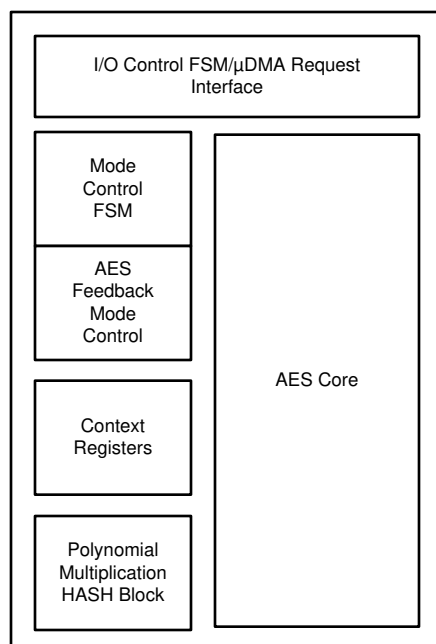 I/O Control FSM/µDMA Request
Interface
Mode
Control
FSM
AES
Feedback
Mode
Control
AES Core
Context
Registers
Polynomial
Multiplication
HASH Block